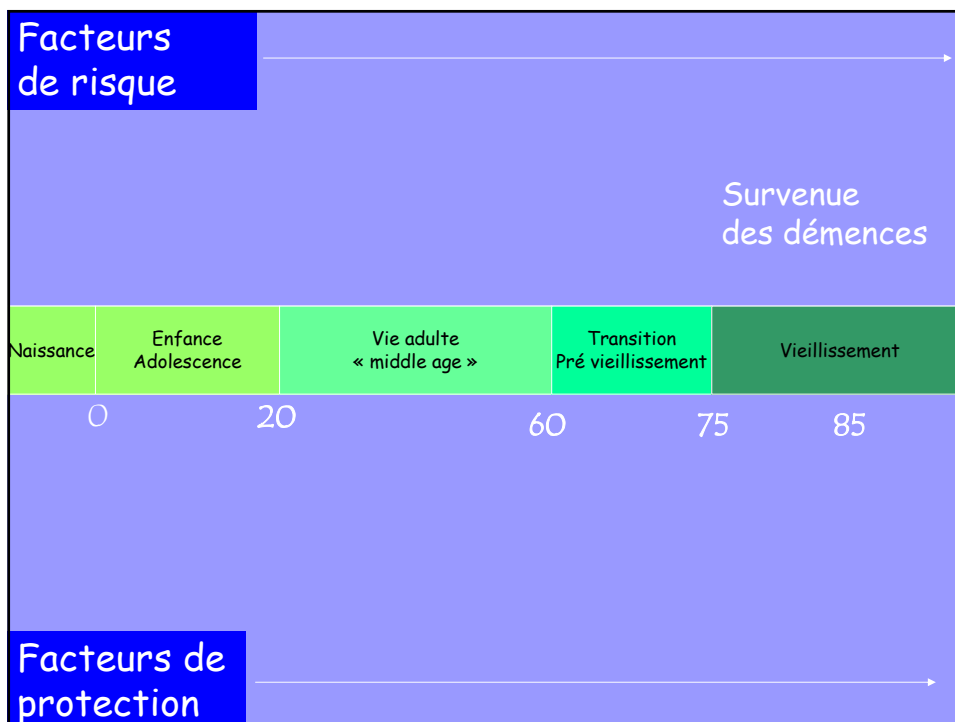 Facteurs
de risque
Survenue
des démences
Naissance
Enfance
Adolescence
Vie adulte
« middle age »
Transition
Pré vieillissement
Vieillissement
0
20
60
75
85
Facteurs de
protection